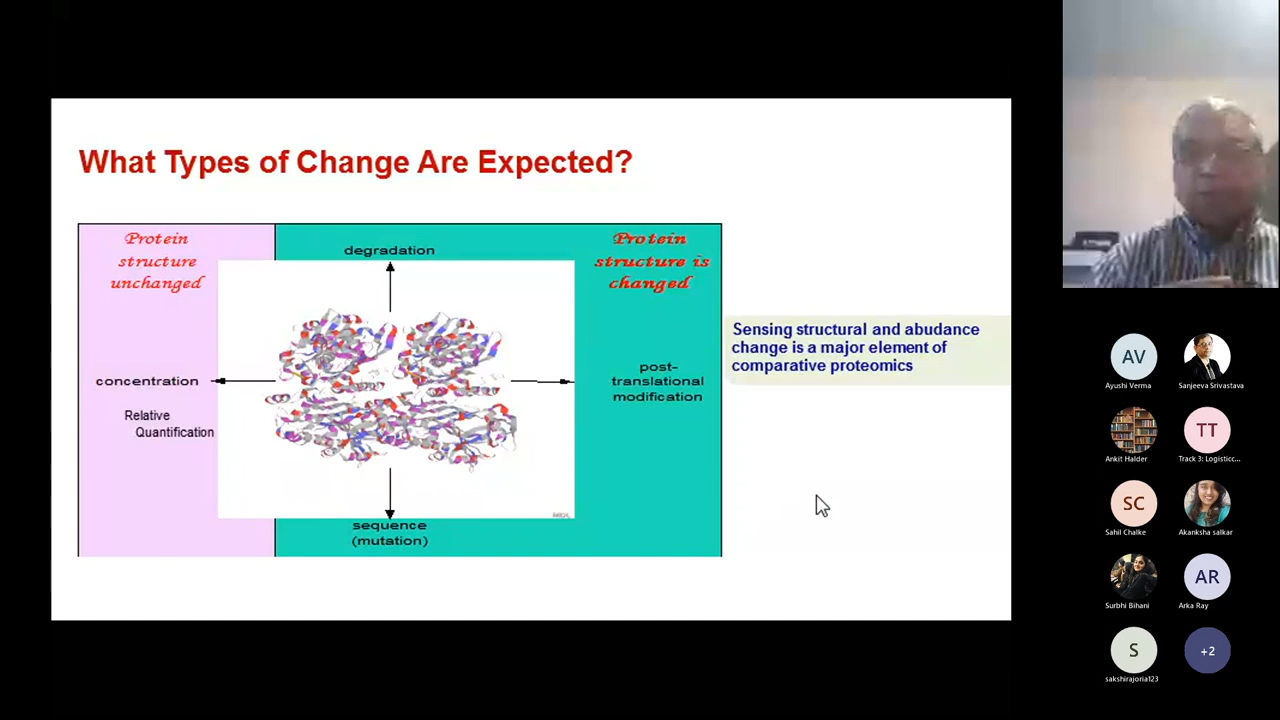 What Types of Change Are Expected?
Protein
structure
unchanged
degradation
Protein
structure is
changed
concentration
Relative
Quantification
post-
translational
modification
sequence
(mutation)
Sensing structural and abudance
change is a major element of
comparative proteomics
AV
Ayushi Verma
Sanjeeva Srivastava
Ankit Halder
TT
Track 3: Logisticc...
SC
Sahil Chalke
Akanksha salkar
Surbhi Bihani
AR
Arka Ray
S
sakshirajoria123
+2